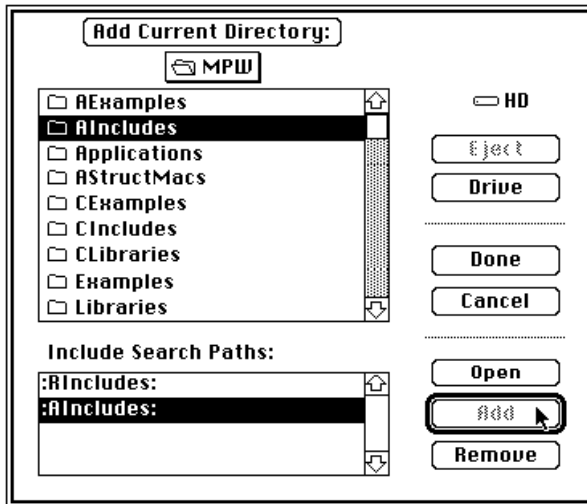 Add Current Directory:
MPW
AExamples
AIncludes
Applications
AStructMacs
CExamples
CIncludes
CLibraries
Examples
Libraries
HD
Eject
Drive
Done
Cancel
Include Search Paths:
:RIncludes:
:AIncludes:
Open
Add
Remove